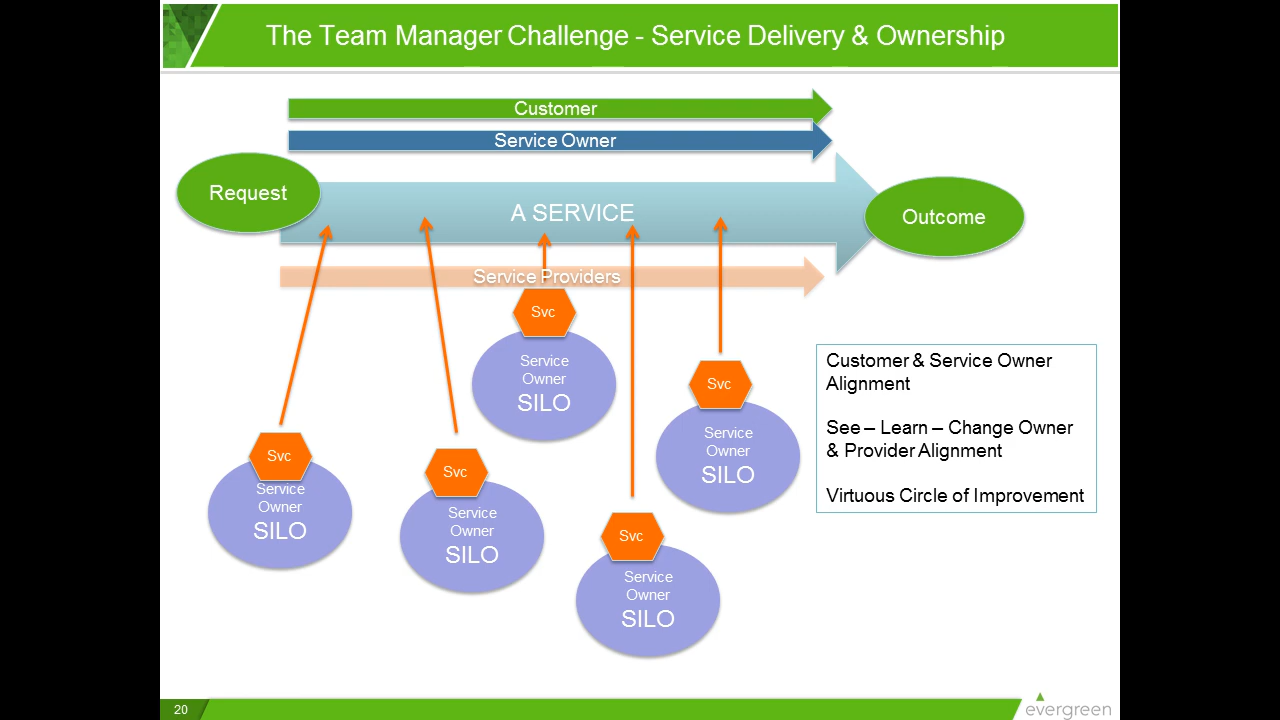 The Team Manager Challenge - Service Delivery & Ownership
Customer
Service Owner
Request
A SERVICE
Outcome
Service Providers
Svc
Service
Owner
SILO
Svc
Service
Owner
SILO
Svc
Service
Owner
SILO
Svc
Service
Owner
SILO
Svc
Service
Owner
SILO
Customer & Service Owner
Alignment
See – Learn – Change Owner
& Provider Alignment
Virtuous Circle of Improvement
20
evergreen